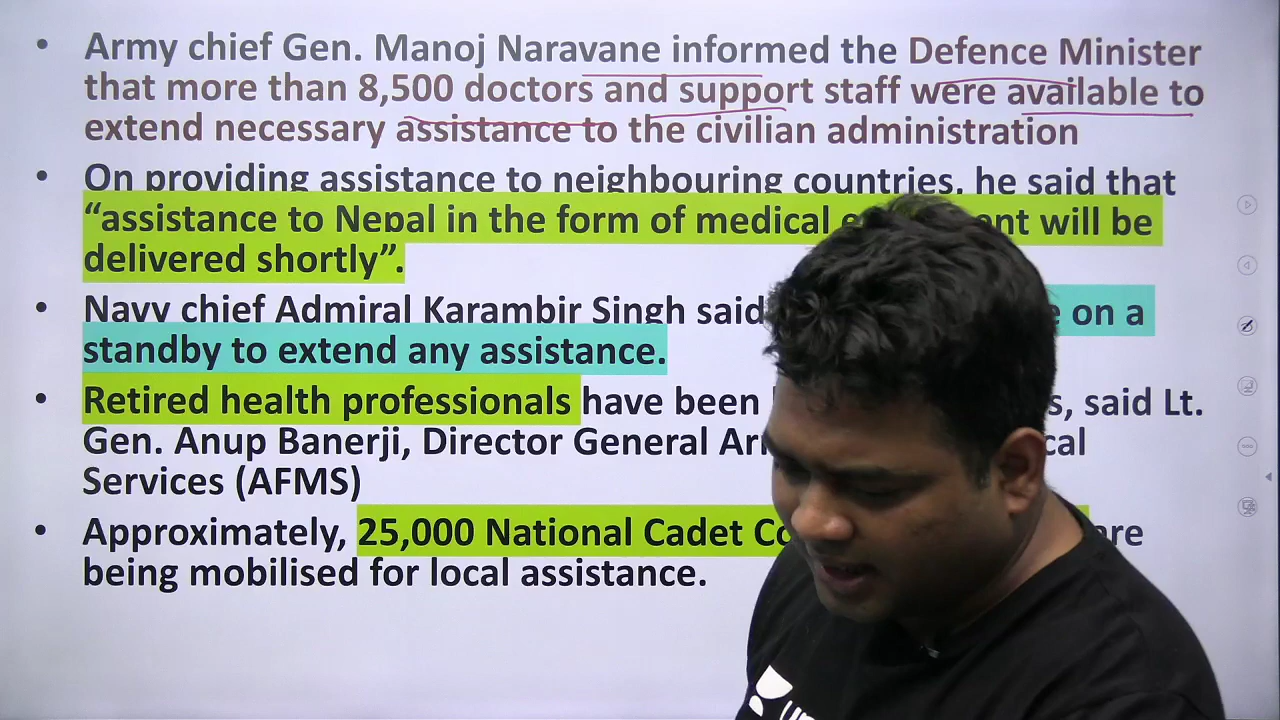 • Army chief Gen. Manoj Naravane informed the Defence Minister
that more than 8,500 doctors and support staff were available to
extend necessary assistance to the civilian administration
• On providing assistance to neighbouring countries, he said that
“assistance to Nepal in the form of medical will be
delivered shortly”.
• Navy chief Admiral Karambir Singh said on a
standby to extend any assistance.
• Retired health professionals have been said Lt.
Gen. Anup Banerji, Director General Medical
Services (AFMS)
• Approximately, 25,000 National Cadet are
being mobilised for local assistance.